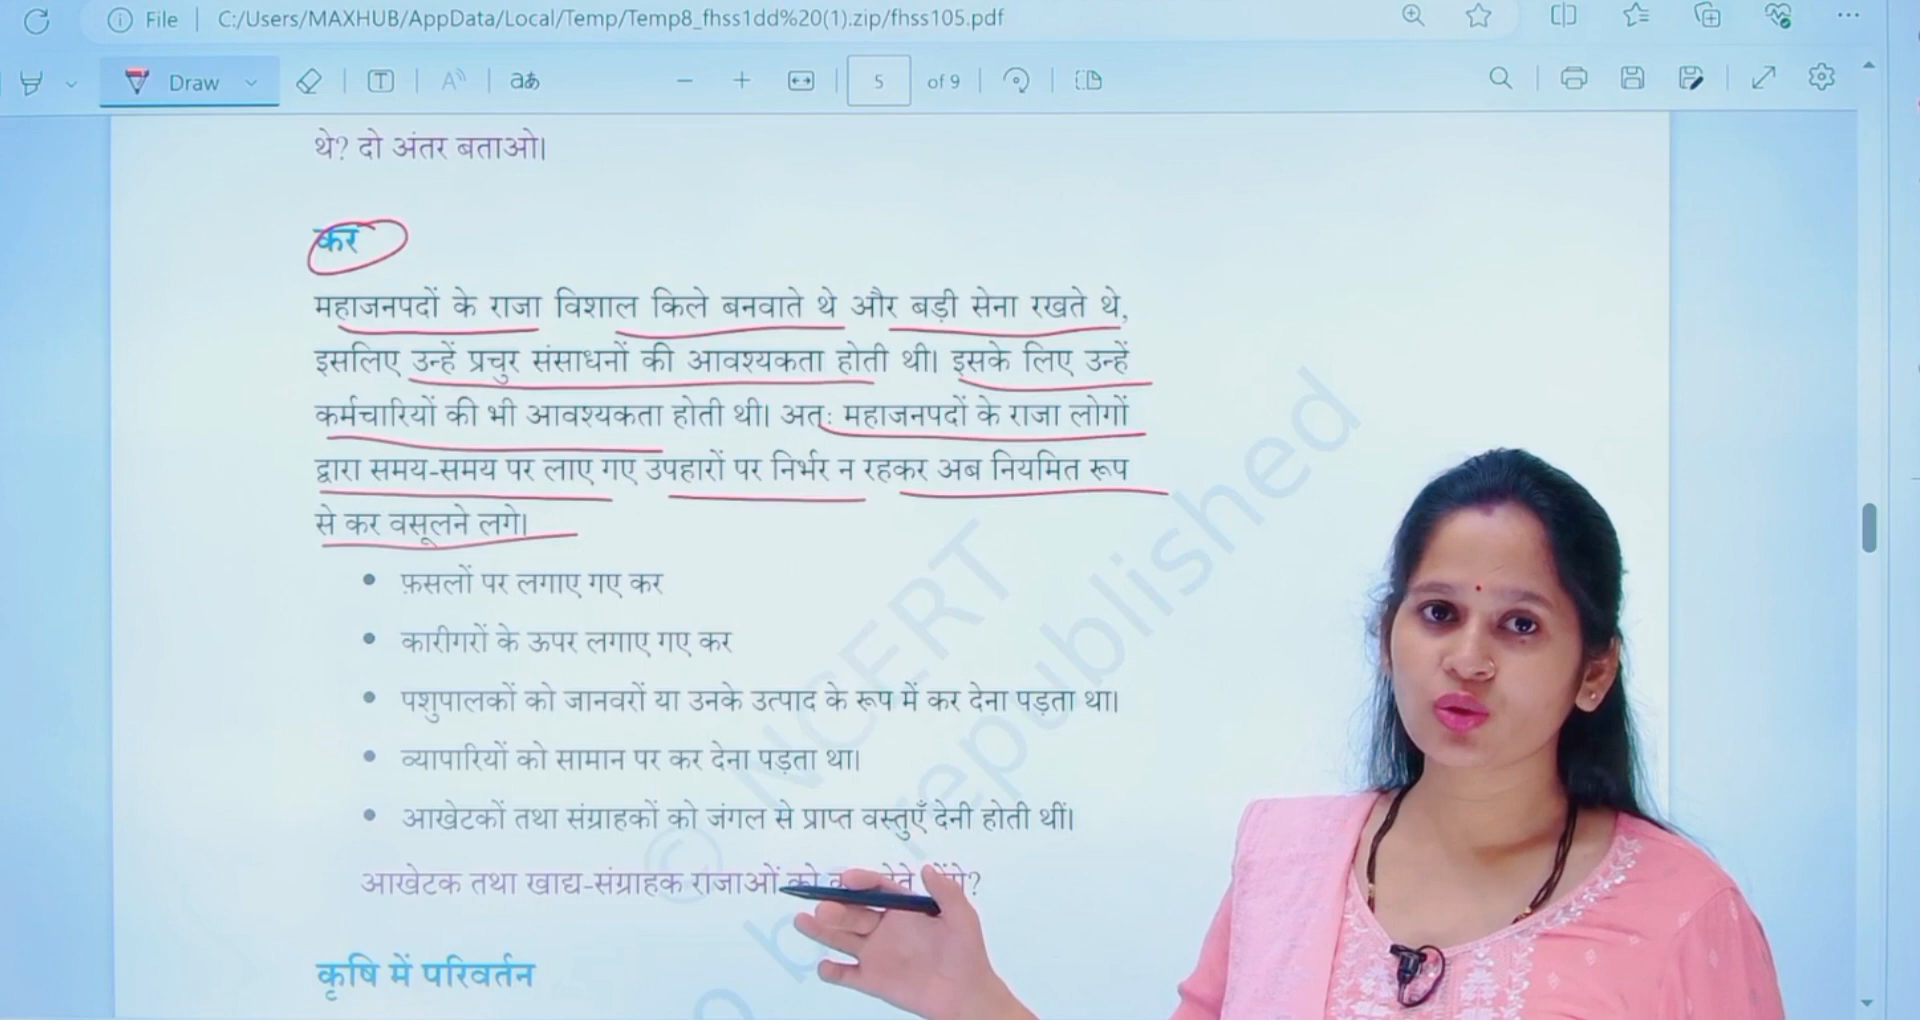 File | C:/Users/MAXHUB/AppData/Local/Temp/Temp8_fhss1dd%20(1).zip/fhss105.pdf
Draw
5 of 9
थे? दो अंतर बताओ।
कर
महाजनपदों के राजा विशाल किले बनवाते थे और बड़ी सेना रखते थे,
इसलिए उन्हें प्रचुर संसाधनों की आवश्यकता होती थी। इसके लिए उन्हें
कर्मचारियों की भी आवश्यकता होती थी। अतः महाजनपदों के राजा लोगों
द्वारा समय-समय पर लाए गए उपहारों पर निर्भर न रहकर अब नियमित रूप
से कर वसूलने लगे।
• फ़सलों पर लगाए गए कर
• कारीगरों के ऊपर लगाए गए कर
• पशुपालकों को जानवरों या उनके उत्पाद के रूप में कर देना पड़ता था।
• व्यापारियों को सामान पर कर देना पड़ता था।
• आखेटकों तथा संग्राहकों को जंगल से प्राप्त वस्तुएँ देनी होती थीं।
आखेटक तथा खाद्य-संग्राहक राजाओं को
कृषि में परिवर्तन
© NCERT
republished